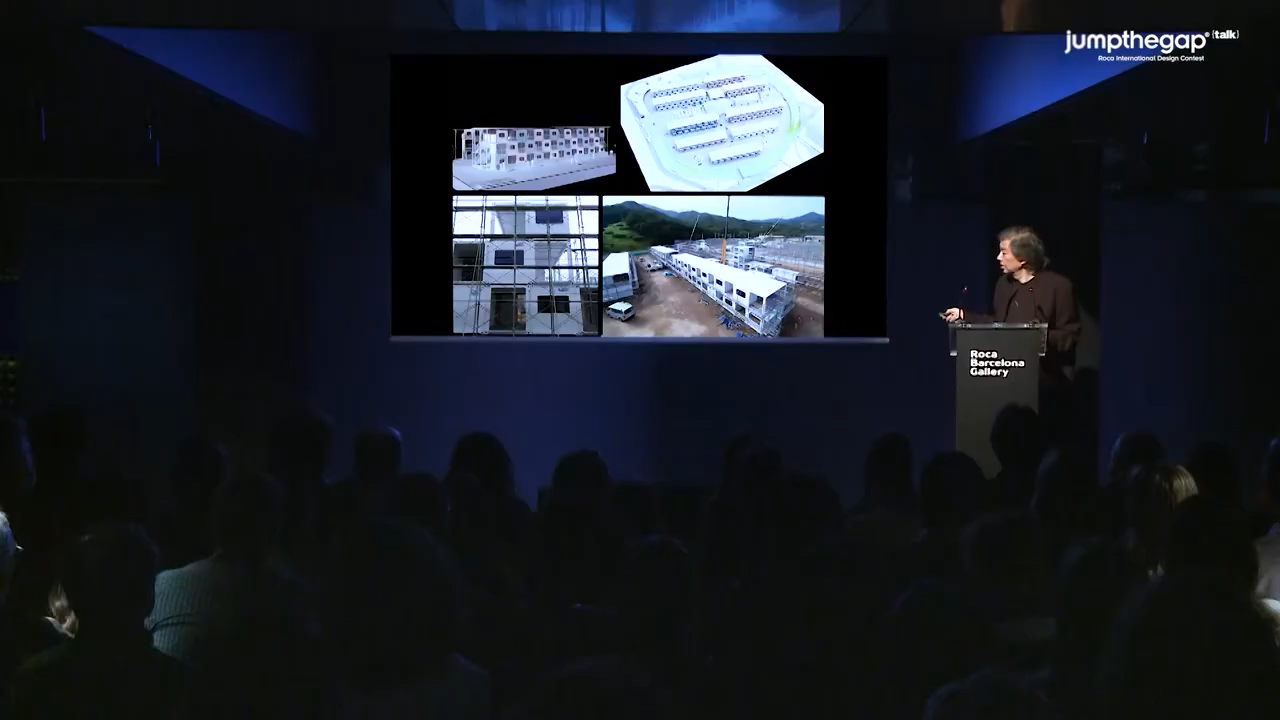 jumpthegap® {talk}
Roca International Design Contest
Roca
Barcelona
Gallery